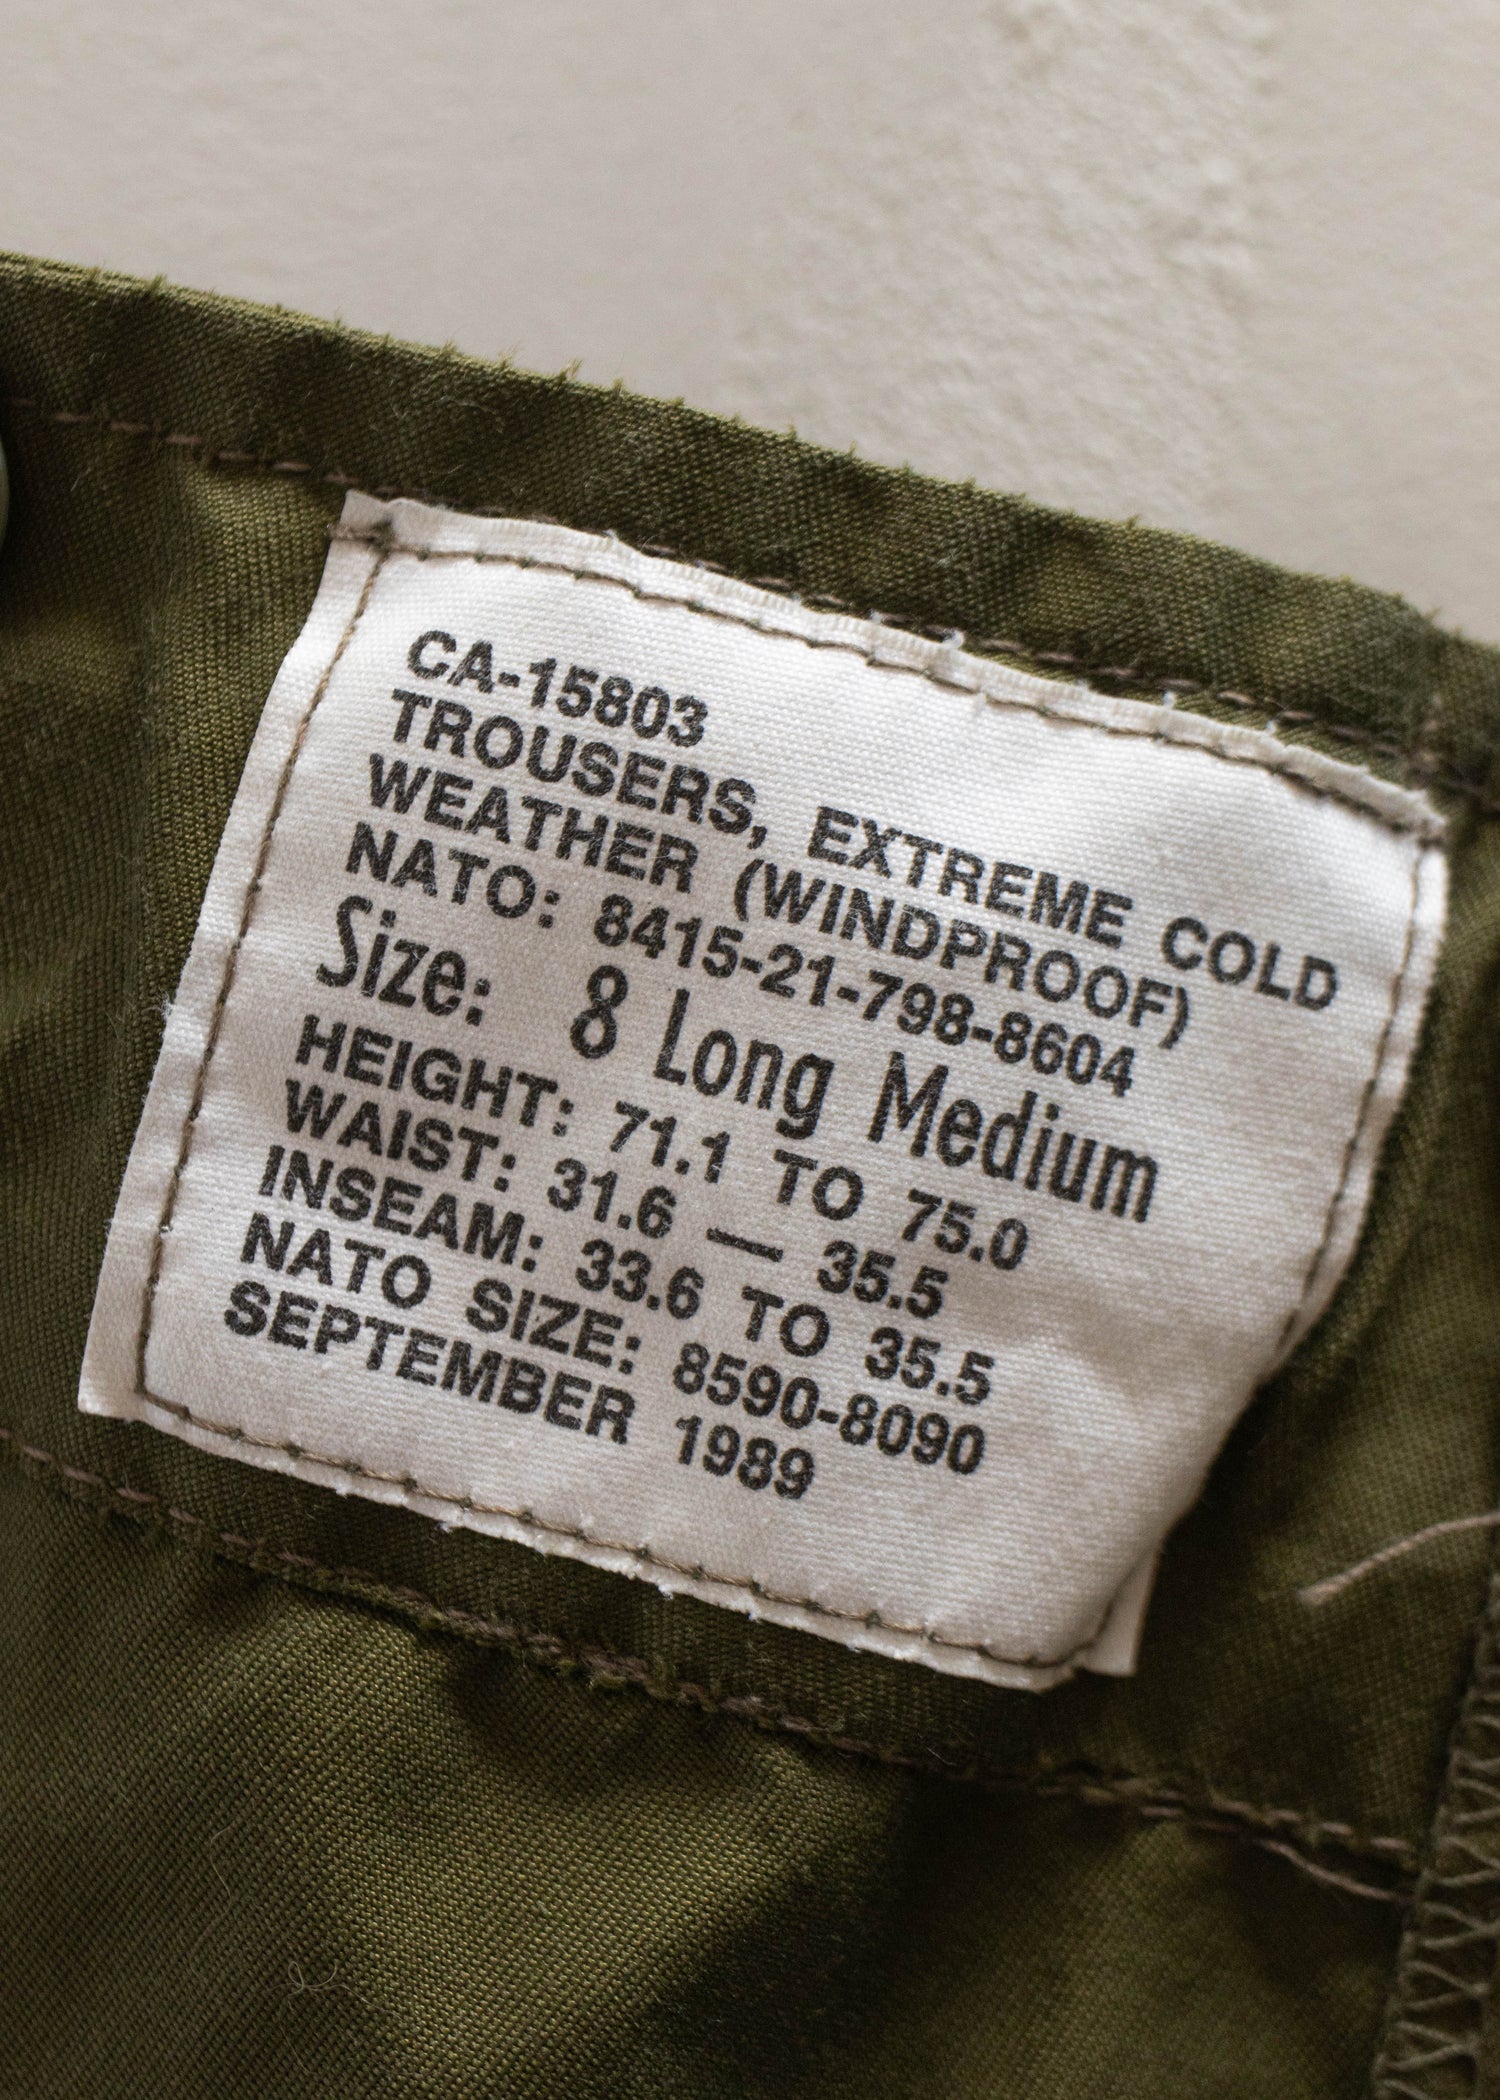 CA-15803
TROUSERS, EXTREME COLD
WEATHER (WINDPROOF)
NATO: 8415-21-798-8604
Size: 8 Long Medium
HEIGHT: 71.1 TO 75.0
WAIST: 31.6 — 35.5
INSEAM: 33.6 TO 35.5
NATO SIZE: 8590-8090
SEPTEMBER 1989